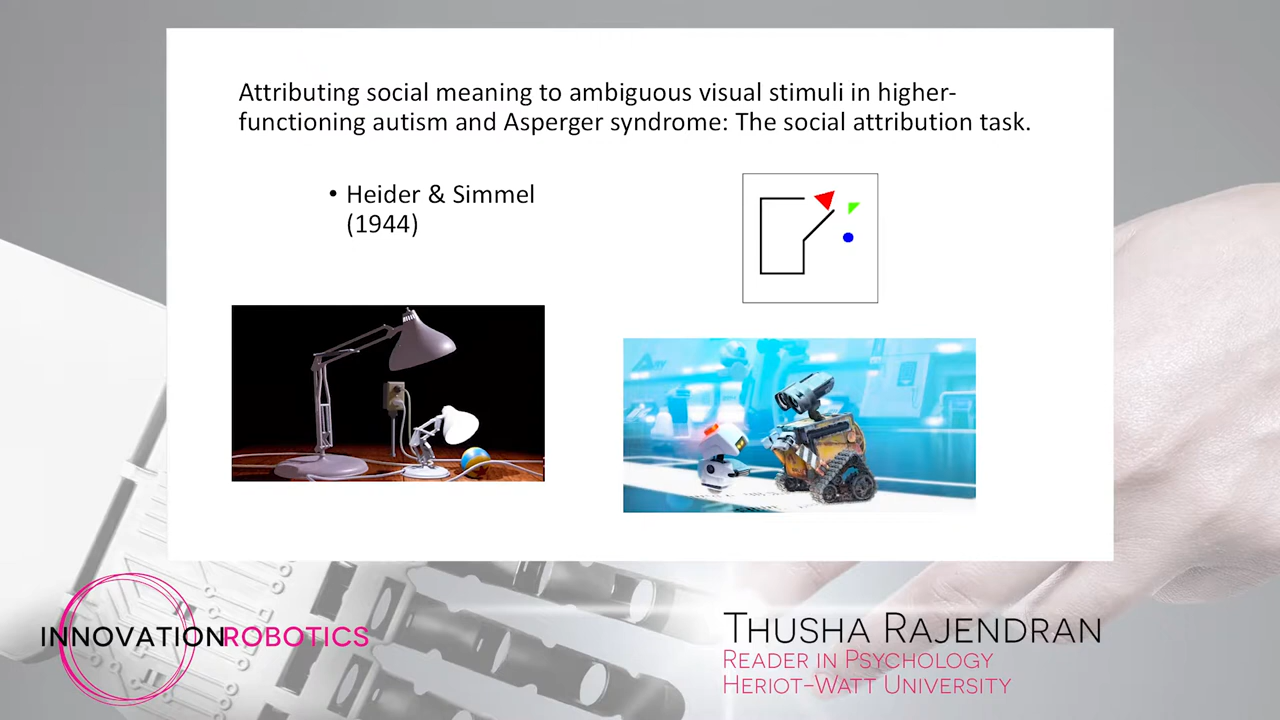 Attributing social meaning to ambiguous visual stimuli in higher-
functioning autism and Asperger syndrome: The social attribution task.
• Heider & Simmel
(1944)
INNOVATIONROBOTICS
THUSHA RAJENDRAN
READER IN PSYCHOLOGY
HERIOT-WATT UNIVERSITY